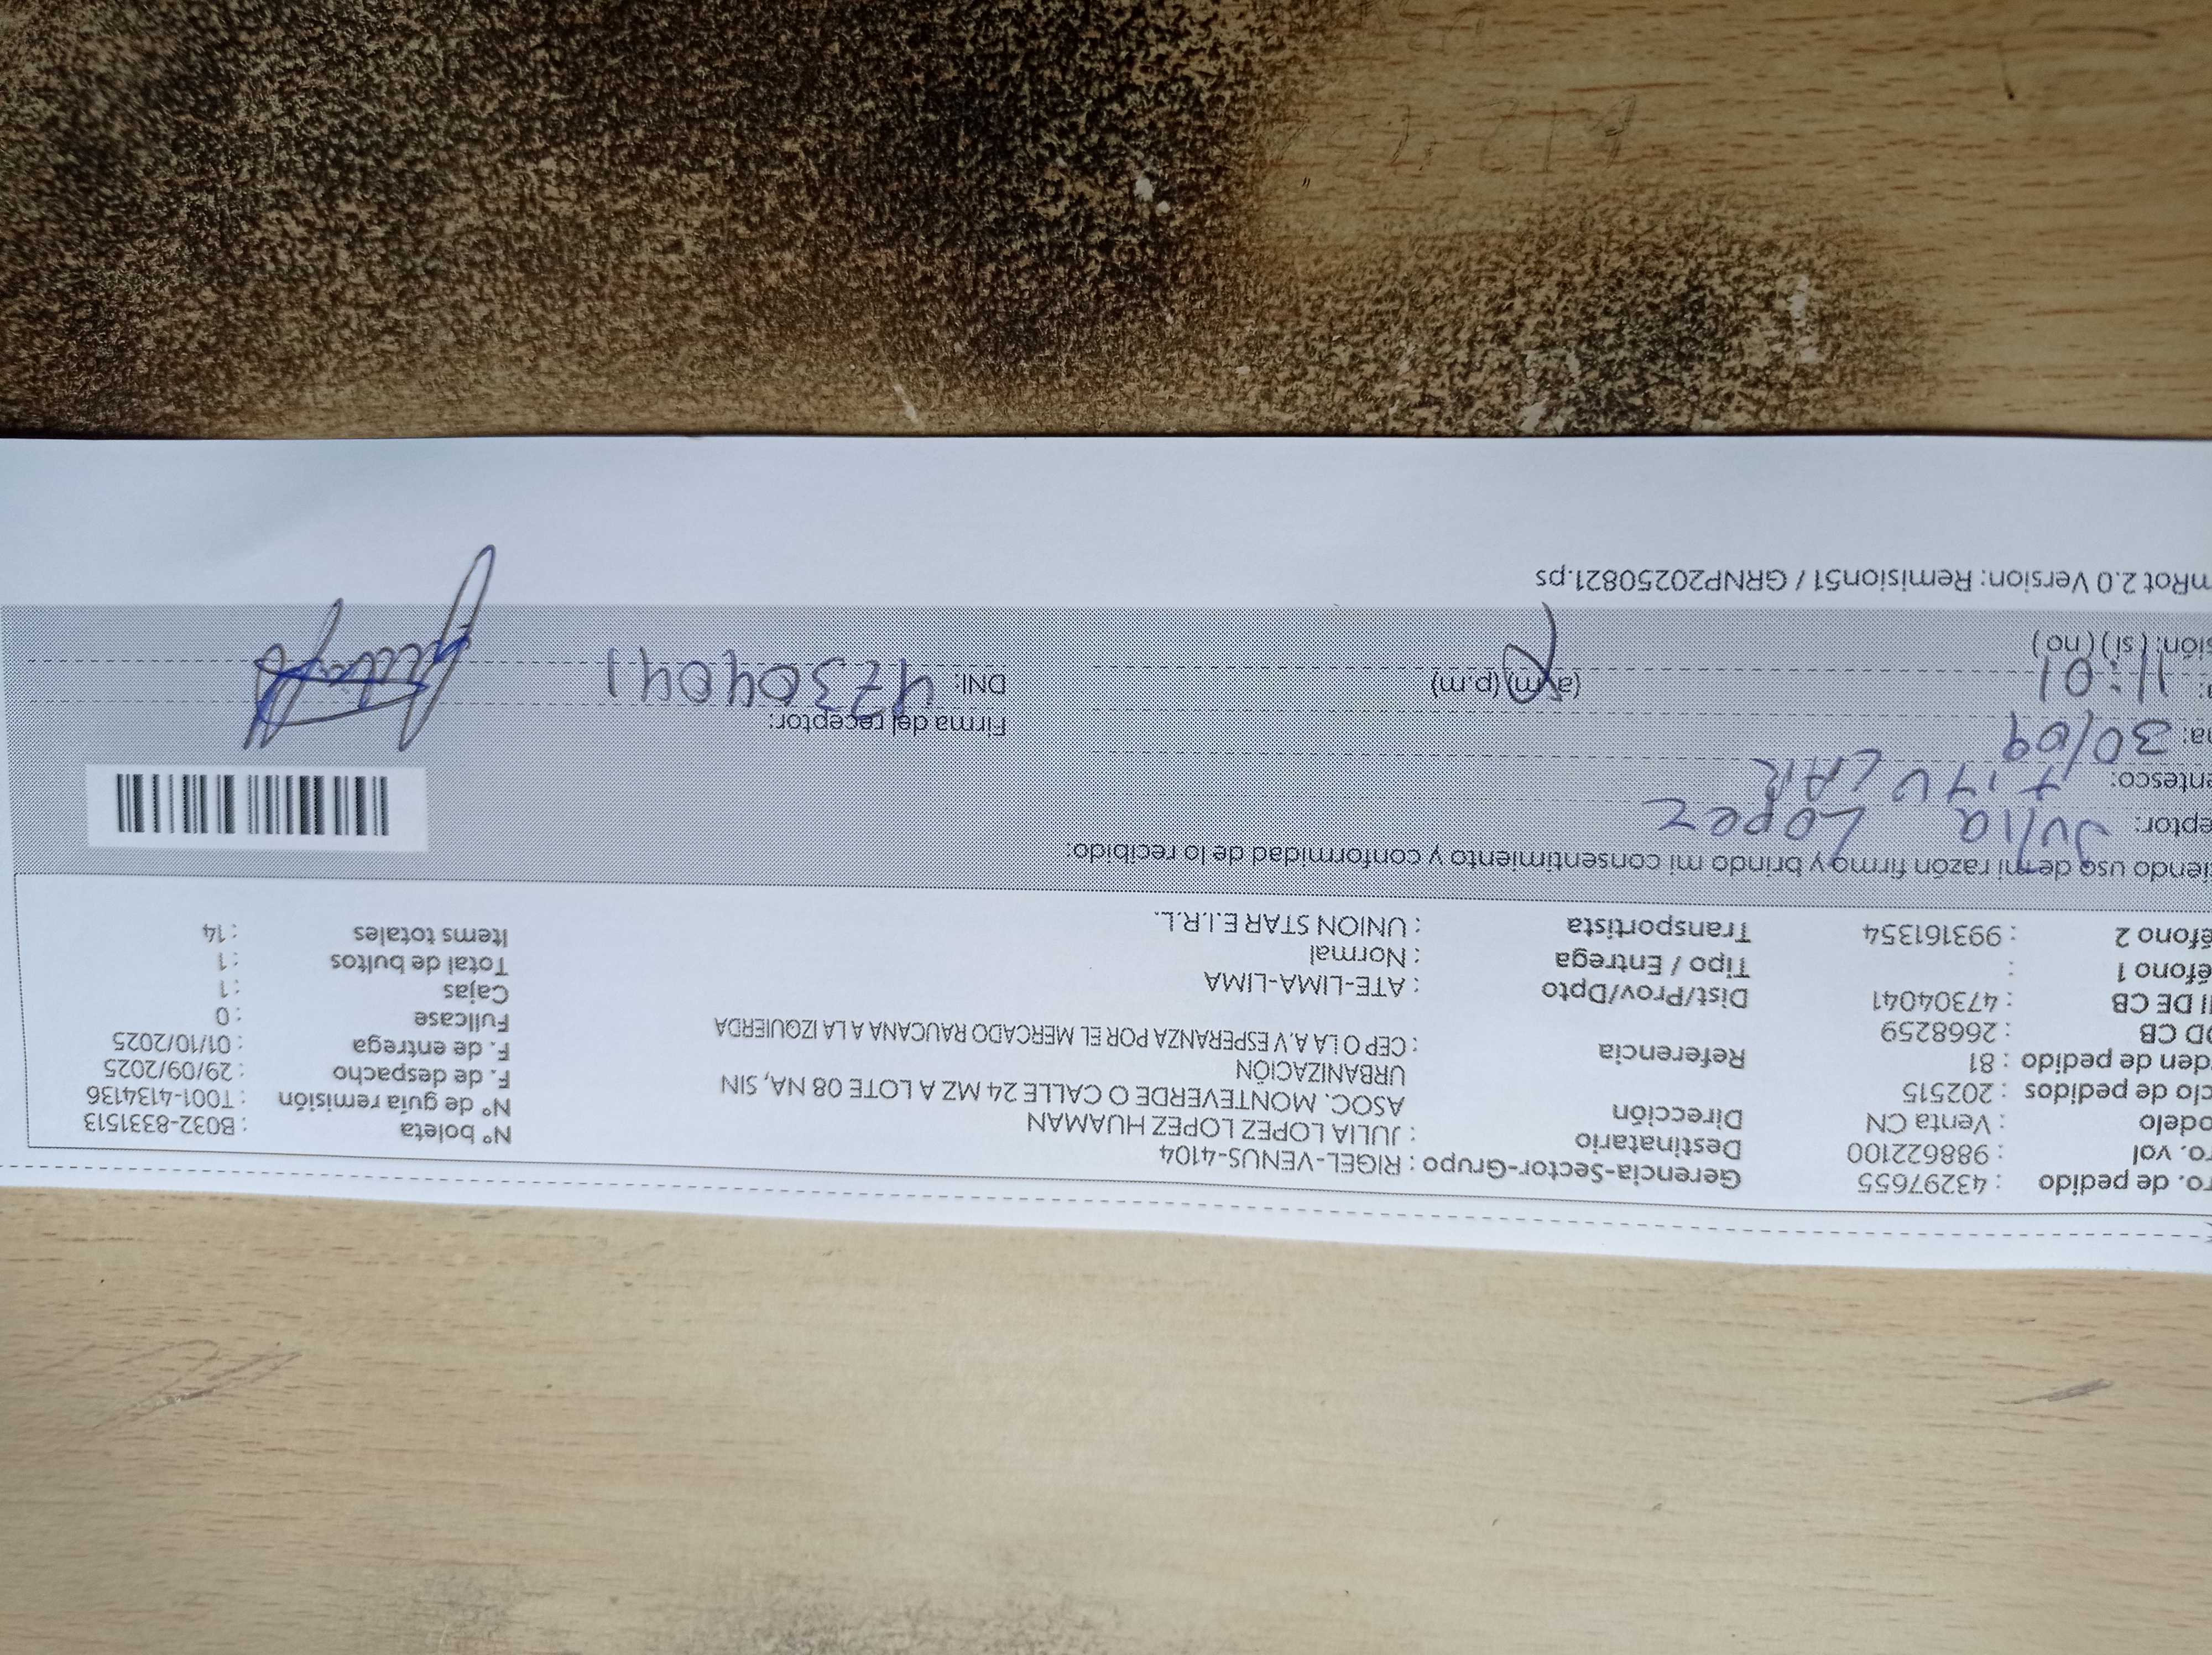 ro. de pedido : 43297655 Gerencia-Sector-Grupo : RIGEL-VENUS-4104 Nº boleta : B032-8331513
ro. vol : 988622100 Destinatario : JULIA LOPEZ LOPEZ HUAMAN Nº de guía remisión : T001-4134136
odelo : Venta CN Dirección ASOC. MONTEVERDE O CALLE 24 MZ A LOTE 08 NA, SIN F. de despacho : 29/09/2025
clo de pedidos : 202515 URBANIZACIÓN F. de entrega : 01/10/2025
den de pedido : 81 Referencia : CEP O LA A.V ESPERANZA POR EL MERCADO RAUCANA A LA IZQUIERDA Fullcase : 0
OD CB : 2668259 Dist/Prov/Dpto : ATE-LIMA-LIMA Cajas : 1
I DE CB : 47304041 Tipo / Entrega : Normal Total de bultos : 1
éfono 1 : Transportista : UNION STAR E.I.R.L. Items totales : 14
éfono 2 : 993161354
iendo uso de mi razón firmo y brindo mi consentimiento y conformidad de lo recibido:
eptor: Julia Lopez
entesco:
a: 30/09 Firma del receptor:
: 11:01 (a.m) (p.m) DNI: 47304041
sión: (si) (no)
mRot 2.0 Version: Remision51 / GRNP20250821.ps